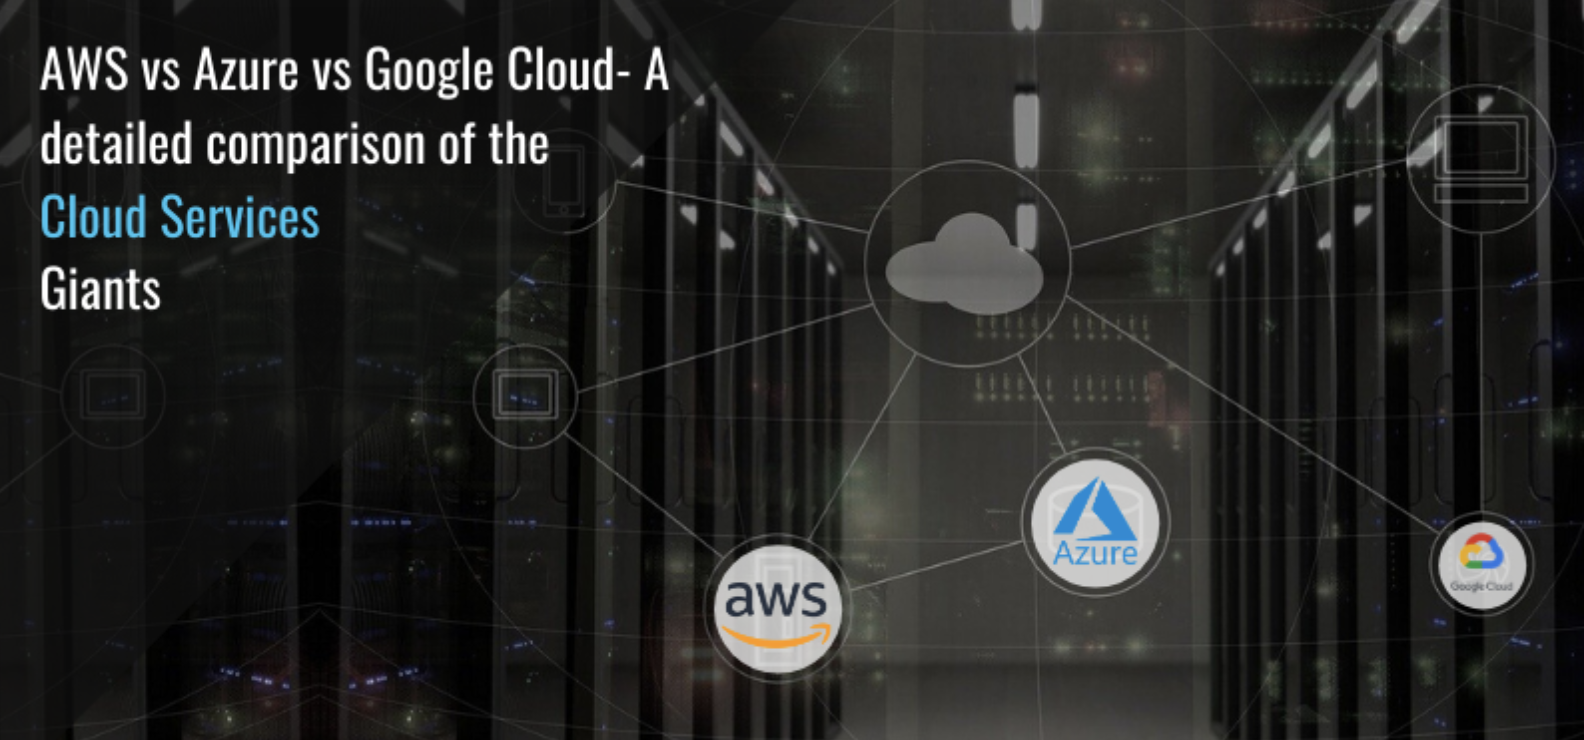 AWS vs Azure vs Google Cloud- A
detailed comparison of the
Cloud Services
Giants
Azure
aws
Google Cloud